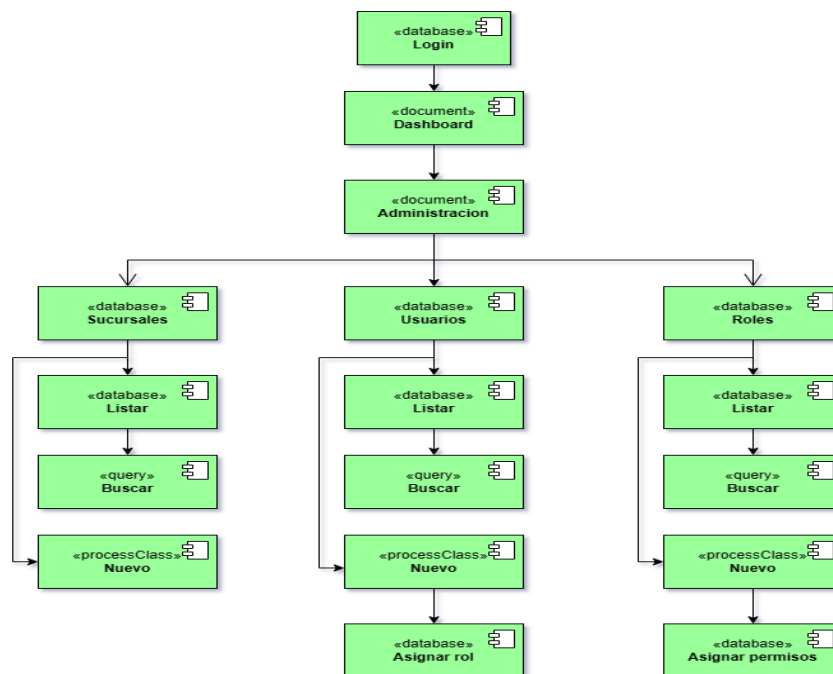 «database»
Login
«document»
Dashboard
«document»
Administracion
«database»
Sucursales
«database»
Usuarios
«database»
Roles
«database»
Listar
«database»
Listar
«database»
Listar
«query»
Buscar
«query»
Buscar
«query»
Buscar
«processClass»
Nuevo
«processClass»
Nuevo
«processClass»
Nuevo
«database»
Asignar rol
«database»
Asignar permisos